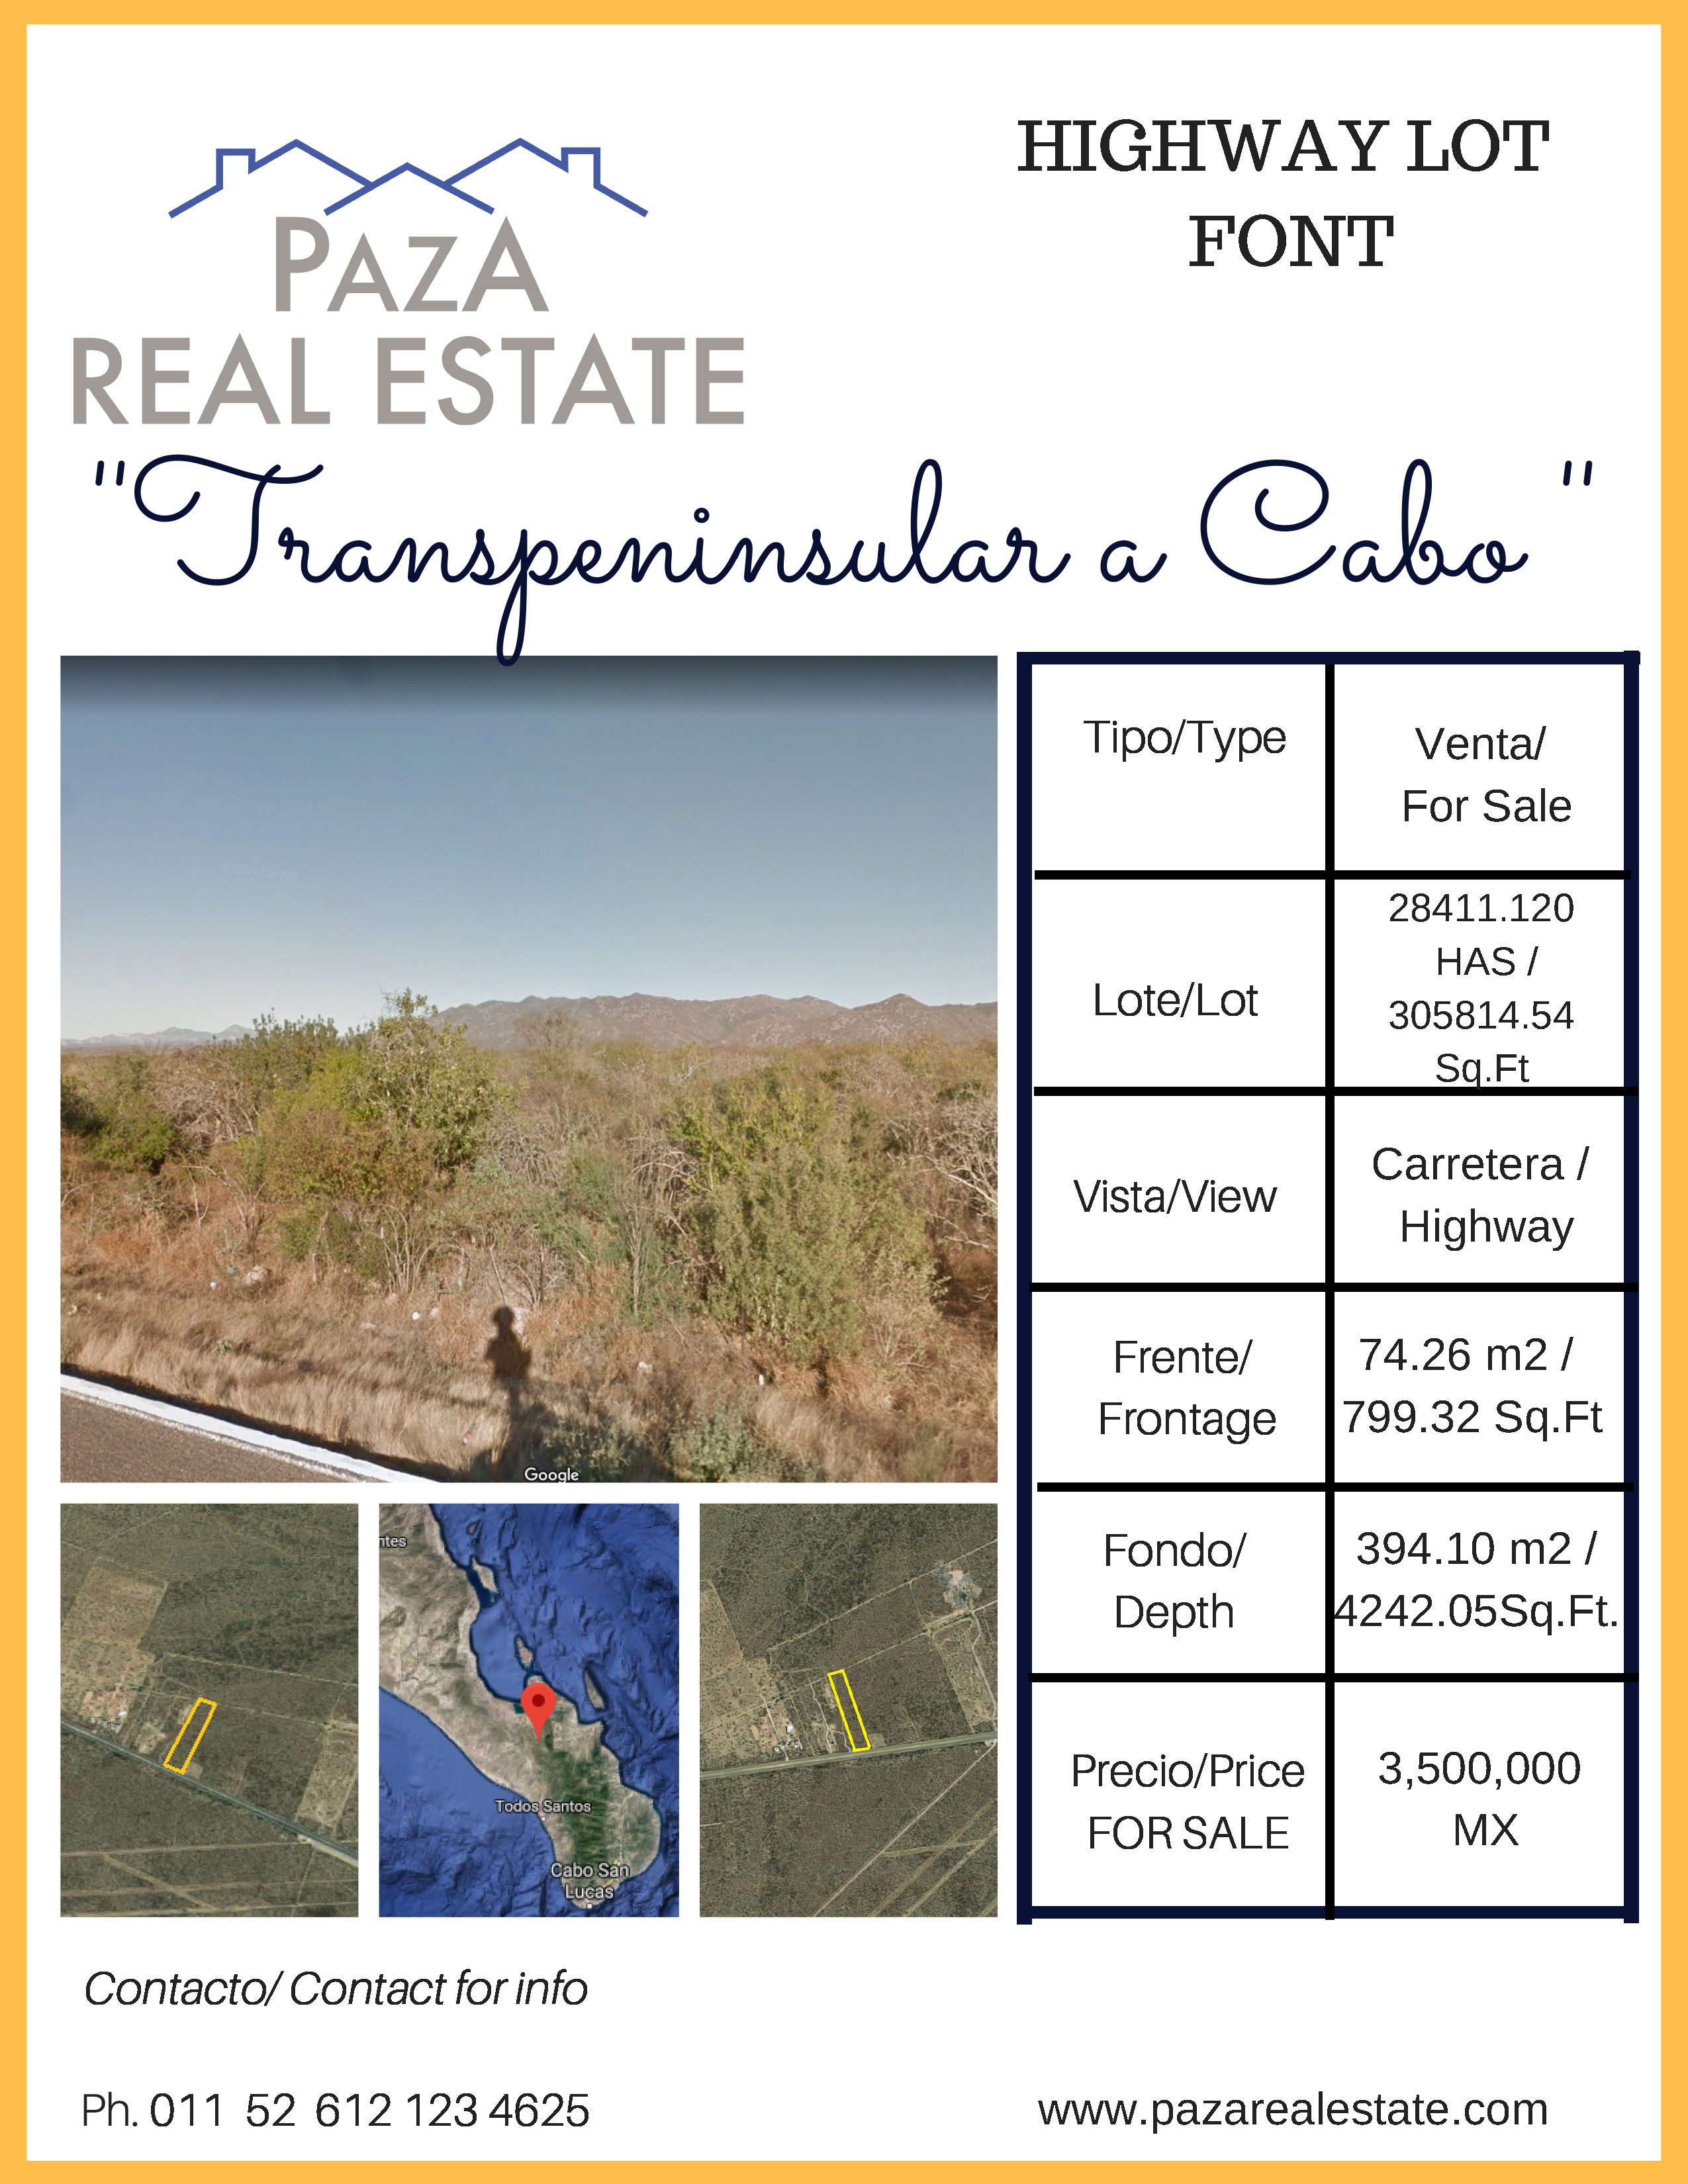 HIGHWAY LOT
FONT
PAZA
REAL ESTATE
"Transpeninsular a Cabo"
Tipo/Type
Venta/
For Sale
Lote/Lot
28411.120
HAS /
305814.54
Sq.Ft
Vista/View
Carretera /
Highway
Frente/
Frontage
74.26 m2 /
799.32 Sq.Ft
Fondo/
Depth
394.10 m2 /
4242.05Sq.Ft.
Precio/Price
FOR SALE
3,500,000
MX
Google
ntes
Todos Santos
Cabo San
Lucas
Contacto/ Contact for info
Ph. 011 52 612 123 4625
www.pazarealestate.com